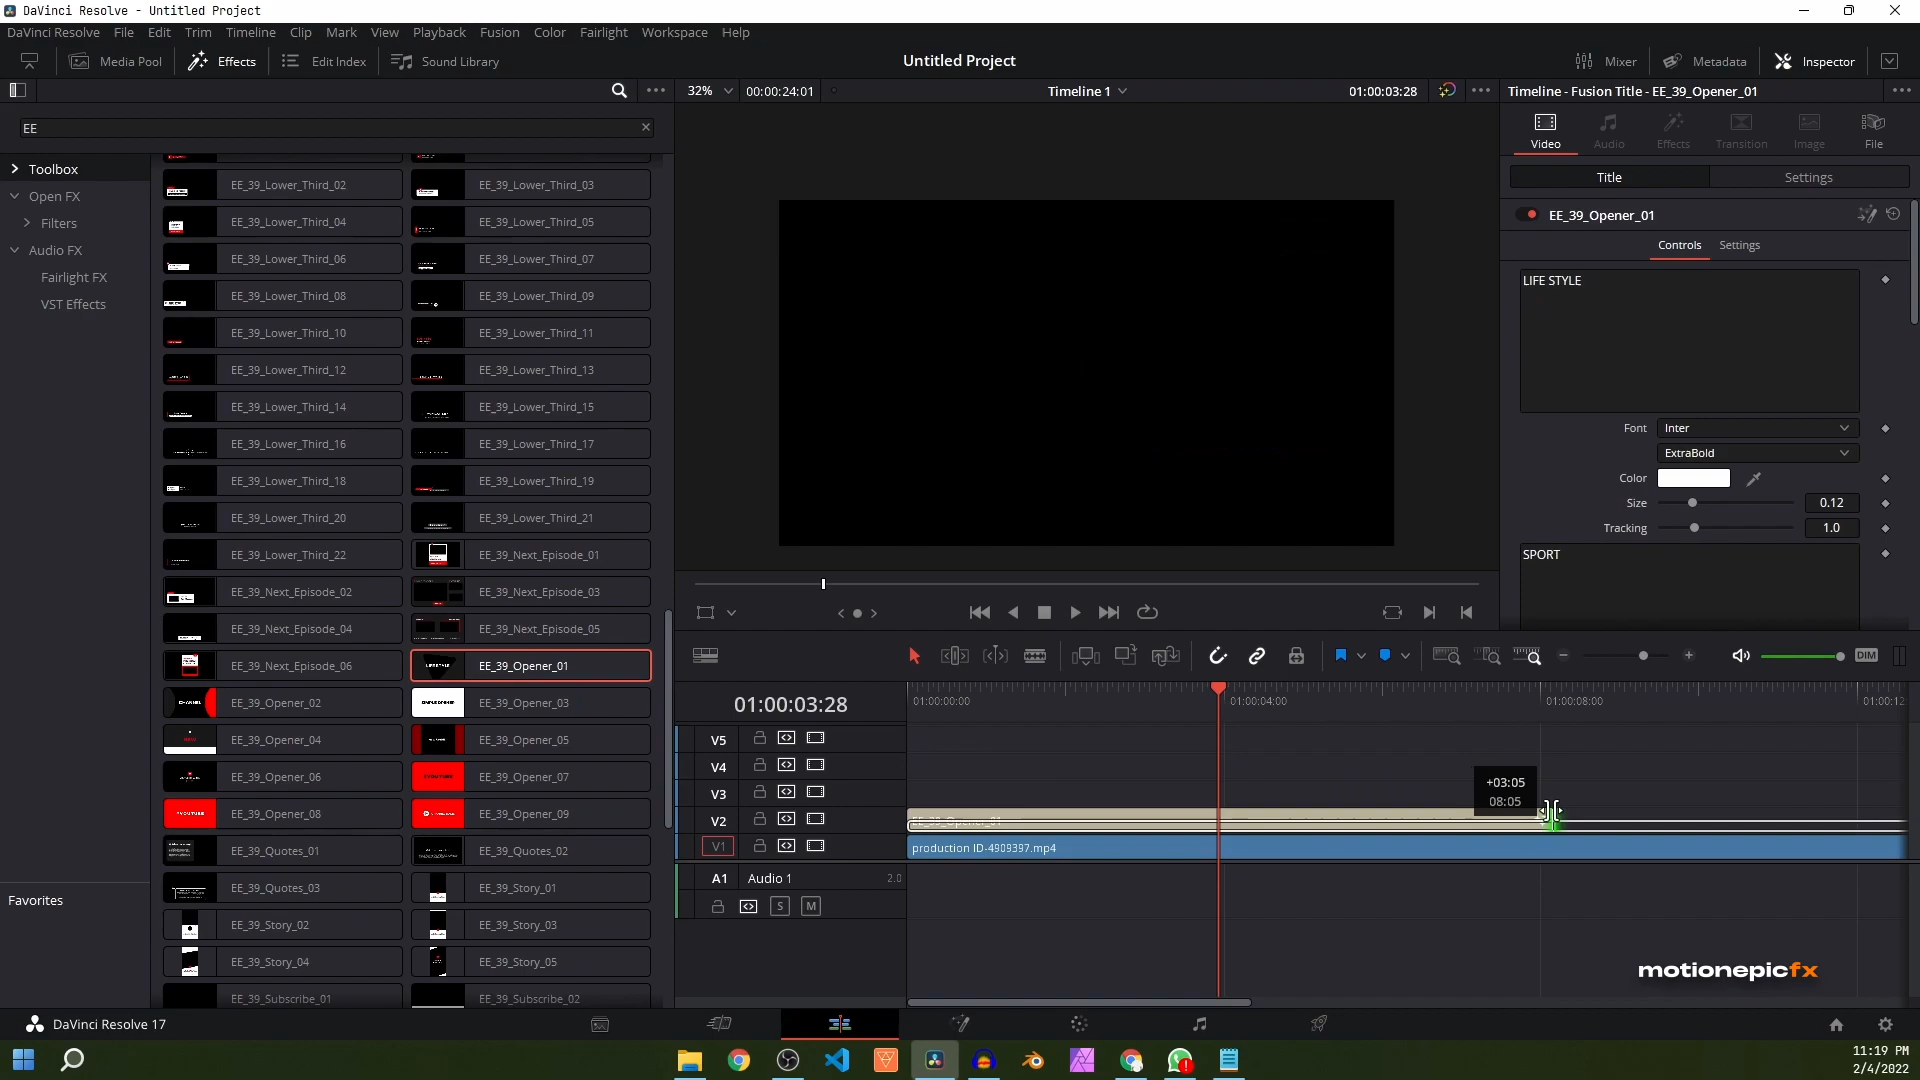 DaVinci Resolve - Untitled Project
DaVinci Resolve File Edit Trim Timeline Clip Mark View Playback Fusion Color Fairlight Workspace Help
Media Pool Effects Edit Index Sound Library Untitled Project Mixer Metadata Inspector
32% 00:00:24:01 Timeline 1 01:00:03:28 Timeline - Fusion Title - EE_39_Opener_01
EE
Video Audio Effects Transition Image File
Title Settings
EE_39_Opener_01
Controls Settings
LIFE STYLE
Font Inter
ExtraBold
Color
Size 0.12
Tracking 1.0
SPORT
Toolbox
Open FX
Filters
Audio FX
Fairlight FX
VST Effects
Favorites
EE_39_Lower_Third_02 EE_39_Lower_Third_03
EE_39_Lower_Third_04 EE_39_Lower_Third_05
EE_39_Lower_Third_06 EE_39_Lower_Third_07
EE_39_Lower_Third_08 EE_39_Lower_Third_09
EE_39_Lower_Third_10 EE_39_Lower_Third_11
EE_39_Lower_Third_12 EE_39_Lower_Third_13
EE_39_Lower_Third_14 EE_39_Lower_Third_15
EE_39_Lower_Third_16 EE_39_Lower_Third_17
EE_39_Lower_Third_18 EE_39_Lower_Third_19
EE_39_Lower_Third_20 EE_39_Lower_Third_21
EE_39_Lower_Third_22 EE_39_Next_Episode_01
EE_39_Next_Episode_02 EE_39_Next_Episode_03
EE_39_Next_Episode_04 EE_39_Next_Episode_05
EE_39_Next_Episode_06 EE_39_Opener_01
EE_39_Opener_02 EE_39_Opener_03
EE_39_Opener_04 EE_39_Opener_05
EE_39_Opener_06 EE_39_Opener_07
EE_39_Opener_08 EE_39_Opener_09
EE_39_Quotes_01 EE_39_Quotes_02
EE_39_Quotes_03 EE_39_Story_01
EE_39_Story_02 EE_39_Story_03
EE_39_Story_04 EE_39_Story_05
EE_39_Subscribe_01 EE_39_Subscribe_02
DIM
01:00:03:28 01:00:00:00 01:00:04:00 01:00:08:00 01:00:12
V5
V4
V3
+03:05
08:05
V2 EE_39_Opener_01
V1 production ID-4909397.mp4
A1 Audio 1 2.0
S M
motionepicfx
DaVinci Resolve 17
11:19 PM
2/4/2022